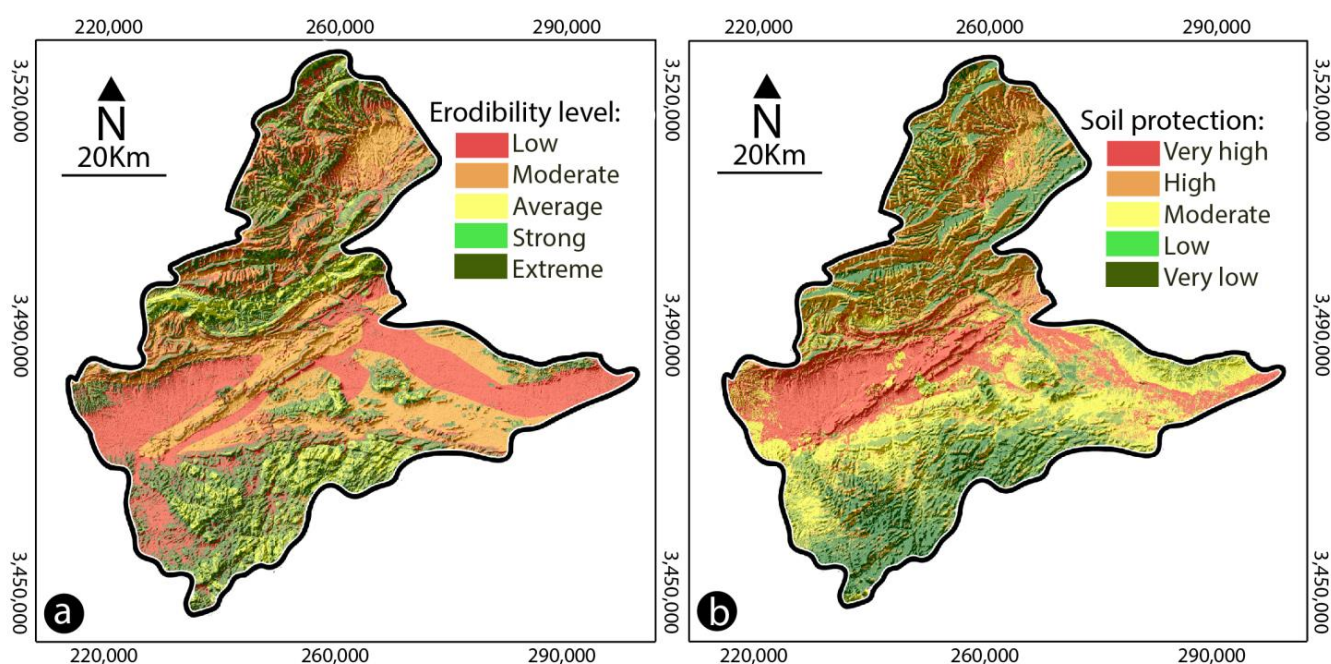 220,000 260,000 290,000
3,520,000
3,490,000
3,450,000
N
20Km
Erodibility level:
Low
Moderate
Average
Strong
Extreme
a
220,000 260,000 290,000
220,000 260,000 290,000
3,520,000
3,490,000
3,450,000
N
20Km
Soil protection:
Very high
High
Moderate
Low
Very low
3,520,000
3,490,000
3,450,000
b
220,000 260,000 290,000